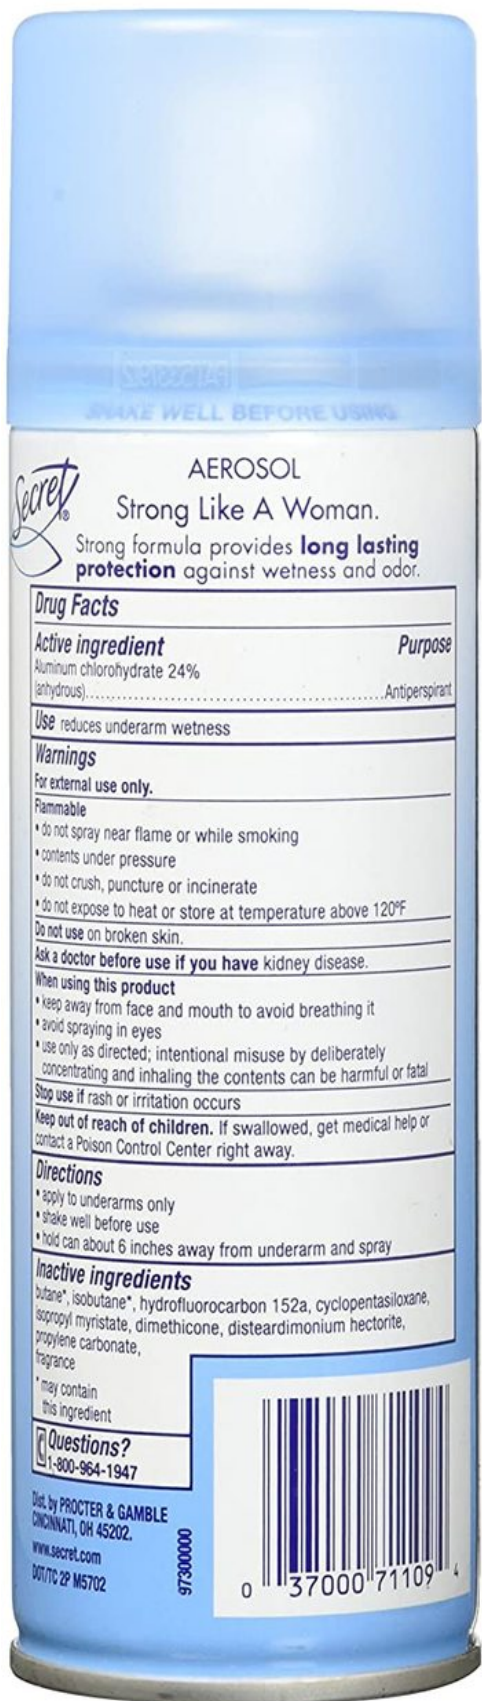 SHAKE WELL BEFORE USING
Secret®
AEROSOL
Strong Like A Woman.
Strong formula provides long lasting
protection against wetness and odor.
Drug Facts
Active ingredient Purpose
Aluminum chlorohydrate 24%
(anhydrous)..................................................Antiperspirant
Use reduces underarm wetness
Warnings
For external use only.
Flammable
• do not spray near flame or while smoking
• contents under pressure
• do not crush, puncture or incinerate
• do not expose to heat or store at temperature above 120ºF
Do not use on broken skin.
Ask a doctor before use if you have kidney disease.
When using this product
• keep away from face and mouth to avoid breathing it
• avoid spraying in eyes
• use only as directed; intentional misuse by deliberately
concentrating and inhaling the contents can be harmful or fatal
Stop use if rash or irritation occurs
Keep out of reach of children. If swallowed, get medical help or
contact a Poison Control Center right away.
Directions
• apply to underarms only
• shake well before use
• hold can about 6 inches away from underarm and spray
Inactive ingredients
butane*, isobutane*, hydrofluorocarbon 152a, cyclopentasiloxane,
isopropyl myristate, dimethicone, disteardimonium hectorite,
propylene carbonate,
fragrance
* may contain
this ingredient
Questions?
1-800-964-1947
Dist. by PROCTER & GAMBLE
CINCINNATI, OH 45202.
www.secret.com
DOT/TC 2P M5702
97300000
0 37000 71109 4